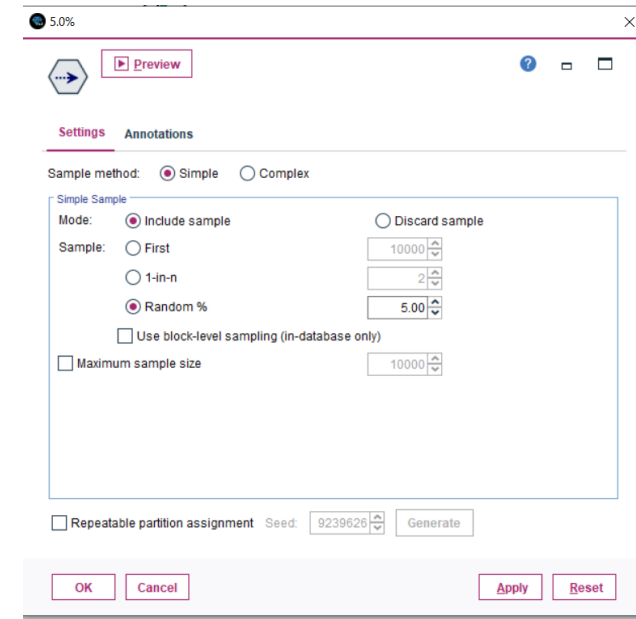 5.0%
Preview
Settings Annotations
Sample method: Simple Complex
Simple Sample
Mode: Include sample Discard sample
Sample: First 10000
1-in-n 2
Random % 5.00
Use block-level sampling (in-database only)
Maximum sample size 10000
Repeatable partition assignment Seed: 9239626 Generate
OK Cancel Apply Reset